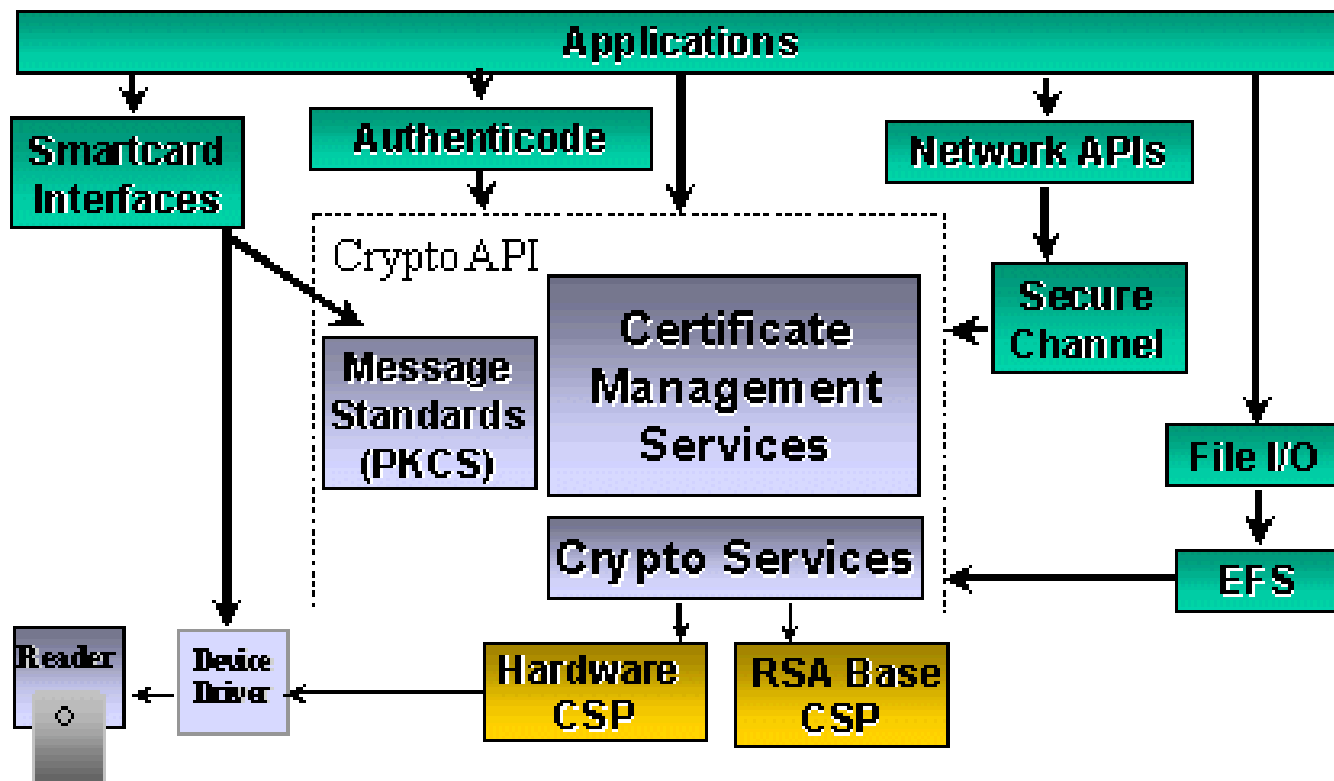 Applications
Smartcard
Interfaces
Authenticode
Network APIs
Crypto API
Certificate
Management
Services
Secure
Channel
Message
Standards
(PKCS)
File I/O
Crypto Services
EFS
Reader
Device
Driver
Hardware
CSP
RSA Base
CSP